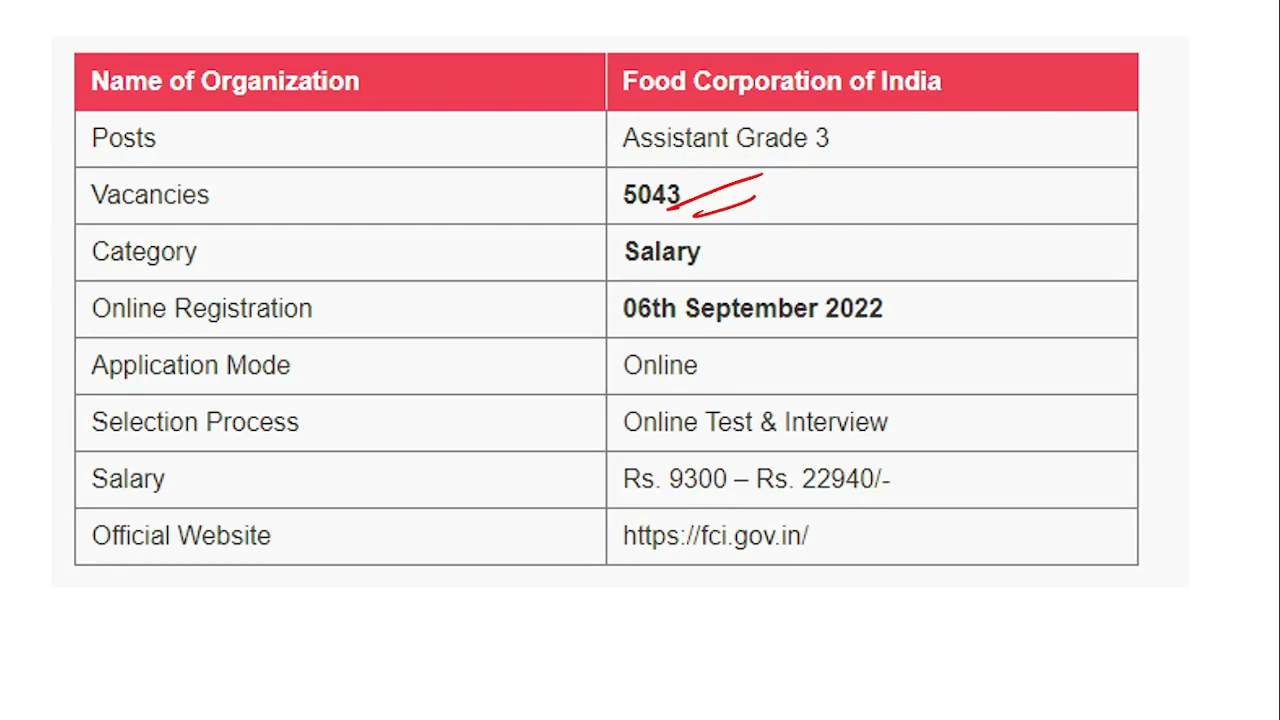 Name of Organization Food Corporation of India
Posts Assistant Grade 3
Vacancies 5043
Category Salary
Online Registration 06th September 2022
Application Mode Online
Selection Process Online Test & Interview
Salary Rs. 9300 – Rs. 22940/-
Official Website https://fci.gov.in/